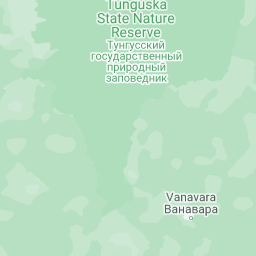 Tunguska
State Nature
Reserve
Тунгусский
государственный
природный
заповедник
Vanavara
Ванавара